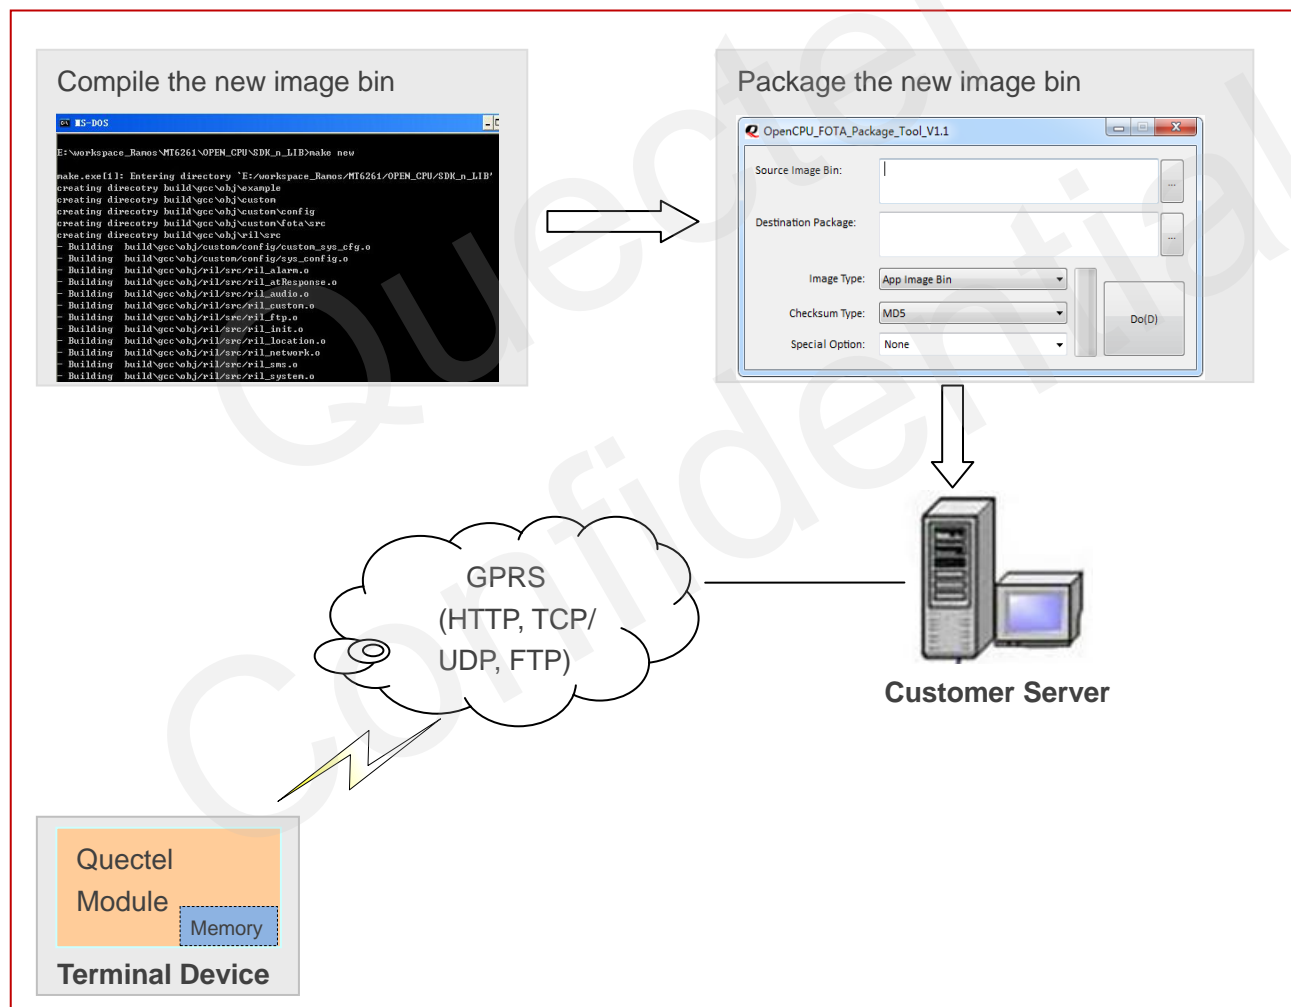 Compile the new image bin
MS-DOS
E:\workspace_Ramos\MT6261\OPEN_CPU\SDK_n_LIB>make new
make.exe[1]: Entering directory `E:/workspace_Ramos/MT6261/OPEN_CPU/SDK_n_LIB'
creating direcotry build\gcc\obj\example
creating direcotry build\gcc\obj\custom
creating direcotry build\gcc\obj\custom\config
creating direcotry build\gcc\obj\custom\fota\src
creating direcotry build\gcc\obj\ril\src
- Building build\gcc\obj/custom/config/custom_sys_cfg.o
- Building build\gcc\obj/custom/config/sys_config.o
- Building build\gcc\obj/ril/src/ril_alarm.o
- Building build\gcc\obj/ril/src/ril_atResponse.o
- Building build\gcc\obj/ril/src/ril_audio.o
- Building build\gcc\obj/ril/src/ril_custom.o
- Building build\gcc\obj/ril/src/ril_ftp.o
- Building build\gcc\obj/ril/src/ril_init.o
- Building build\gcc\obj/ril/src/ril_location.o
- Building build\gcc\obj/ril/src/ril_network.o
- Building build\gcc\obj/ril/src/ril_sms.o
- Building build\gcc\obj/ril/src/ril_system.o
Package the new image bin
OpenCPU_FOTA_Package_Tool_V1.1
Source Image Bin:
...
Destination Package:
...
Image Type: App Image Bin
Checksum Type: MD5
Special Option: None
Do(D)
GPRS
(HTTP, TCP/
UDP, FTP)
Customer Server
Quectel
Module
Memory
Terminal Device
Quectel
Confidential